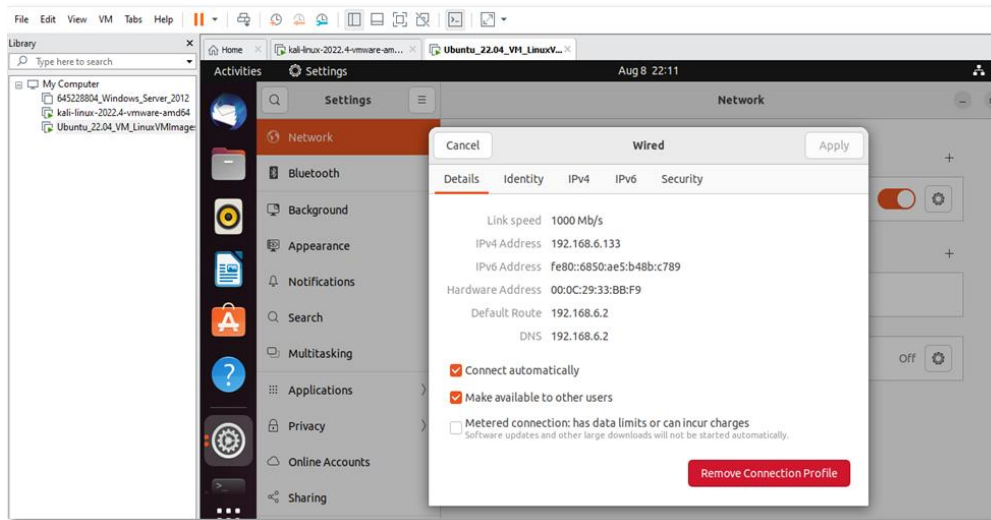 File Edit View VM Tabs Help
Library
Type here to search
My Computer
645228804_Windows_Server_2012
kali-linux-2022.4-vmware-amd64
Ubuntu_22.04_VM_LinuxVMImage
Home kali-linux-2022.4-vmware-am... Ubuntu_22.04_VM_LinuxV...
Activities Settings Aug 8 22:11
Settings
Network
Network
Bluetooth
Background
Appearance
Notifications
Search
Multitasking
Applications
Privacy
Online Accounts
Sharing
Cancel Wired Apply
Details Identity IPv4 IPv6 Security
Link speed 1000 Mb/s
IPv4 Address 192.168.6.133
IPv6 Address fe80::6850:ae5:b48b:c789
Hardware Address 00:0C:29:33:BB:F9
Default Route 192.168.6.2
DNS 192.168.6.2
Connect automatically
Make available to other users
Metered connection: has data limits or can incur charges
Software updates and other large downloads will not be started automatically.
Remove Connection Profile
Off